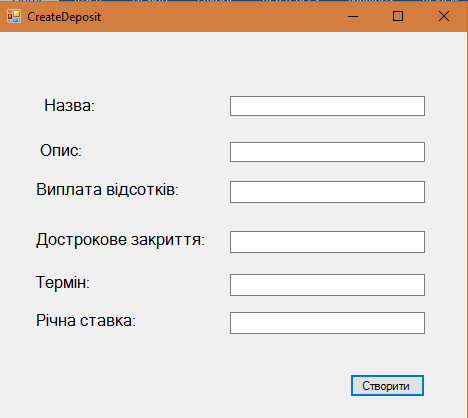 CreateDeposit
Назва:
Опис:
Виплата відсотків:
Дострокове закриття:
Термін:
Річна ставка:
Створити